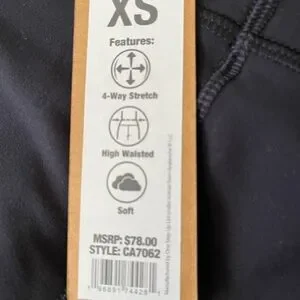 XS
Features:
4-Way Stretch
High Waisted
Soft
MSRP: $78.00
STYLE: CA7062